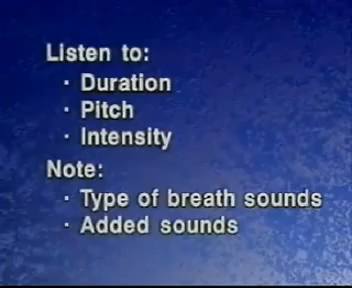 Listen to:
· Duration
· Pitch
· Intensity
Note:
· Type of breath sounds
· Added sounds